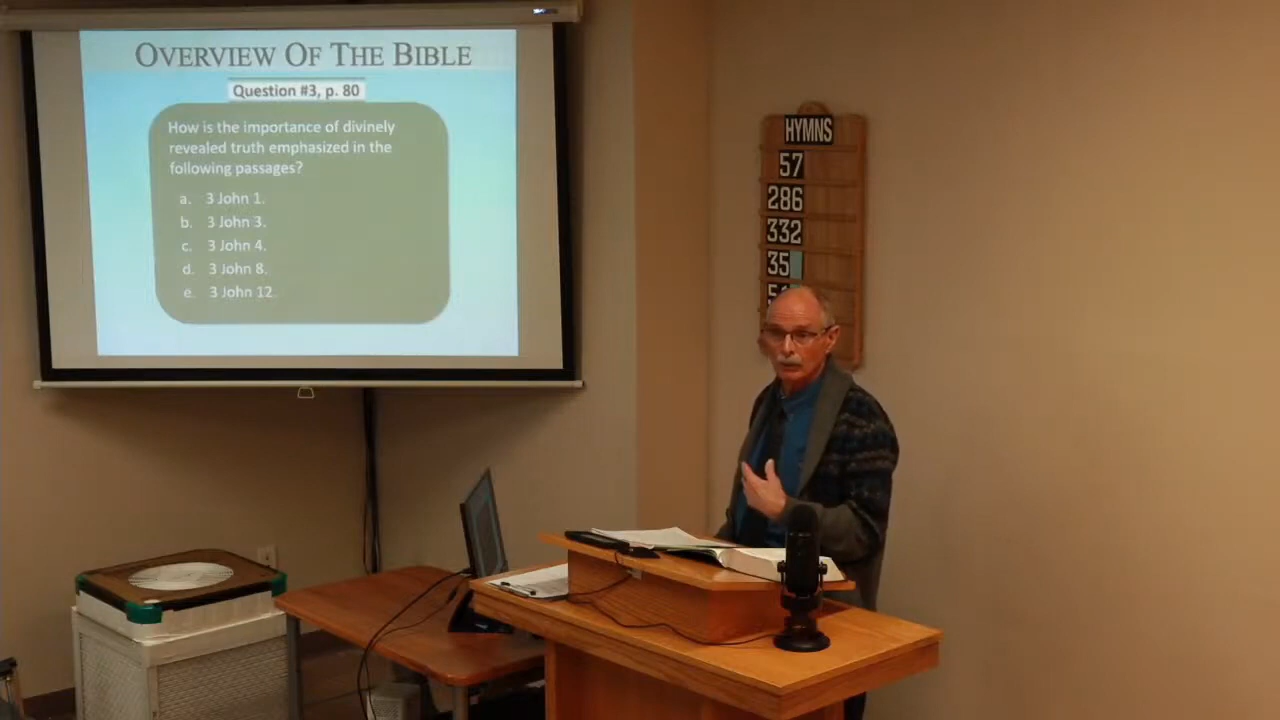 OVERVIEW OF THE BIBLE
Question #3, p. 80
How is the importance of divinely
revealed truth emphasized in the
following passages?
a. 3 John 1.
b. 3 John 3.
c. 3 John 4.
d. 3 John 8.
e. 3 John 12.
HYMNS
57
286
332
35